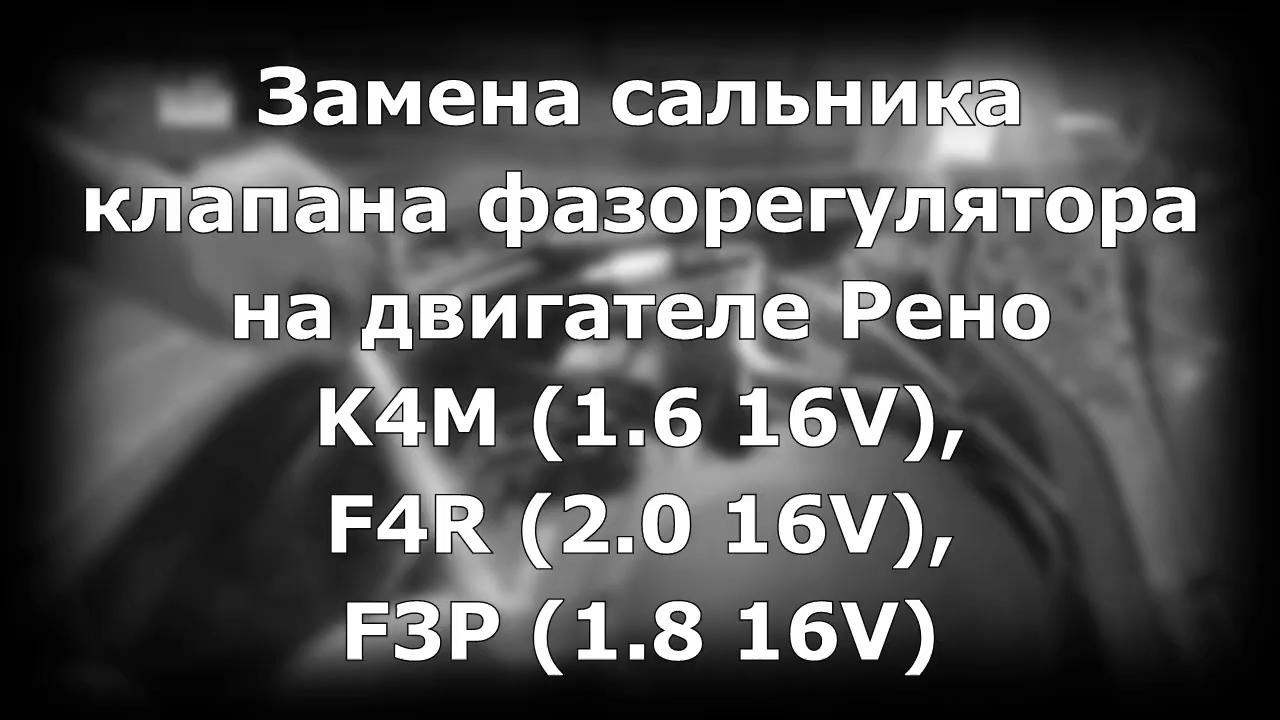 Замена сальника
клапана фазорегулятора
на двигателе Рено
K4M (1.6 16V),
F4R (2.0 16V),
F3P (1.8 16V)